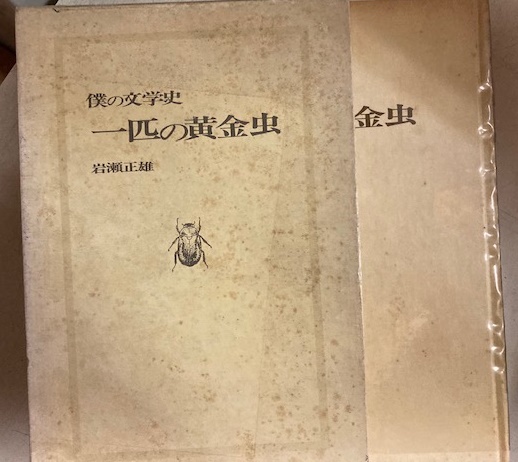 僕の文学史
一匹の黄金虫
岩瀬正雄
金虫